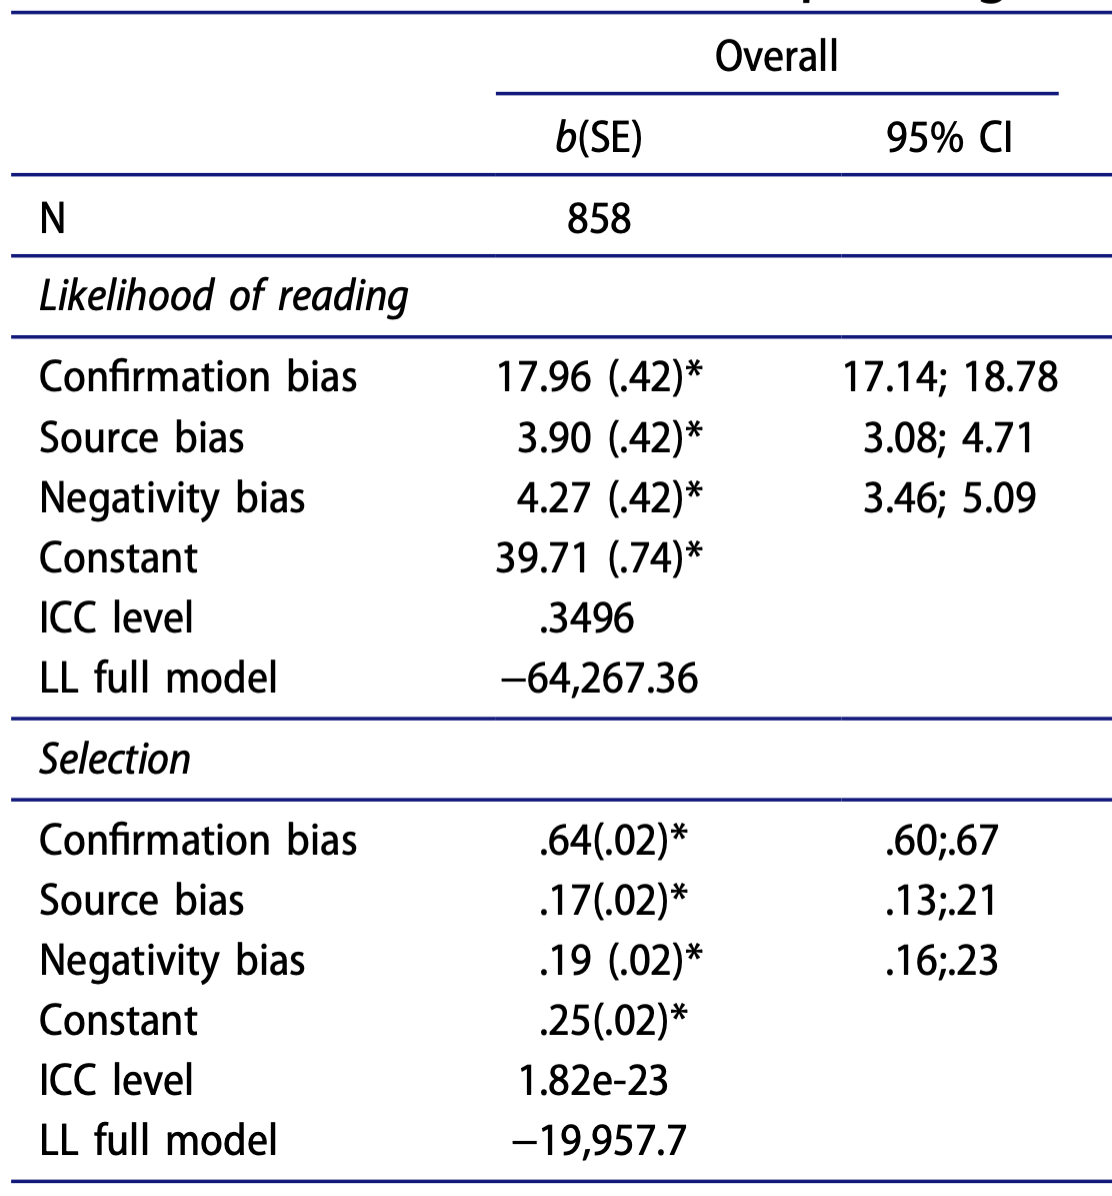 Overall
b(SE) 95% CI
N 858
Likelihood of reading
Confirmation bias 17.96 (.42)* 17.14; 18.78
Source bias 3.90 (.42)* 3.08; 4.71
Negativity bias 4.27 (.42)* 3.46; 5.09
Constant 39.71 (.74)*
ICC level .3496
LL full model −64,267.36
Selection
Confirmation bias .64(.02)* .60;.67
Source bias .17(.02)* .13;.21
Negativity bias .19 (.02)* .16;.23
Constant .25(.02)*
ICC level 1.82e-23
LL full model −19,957.7